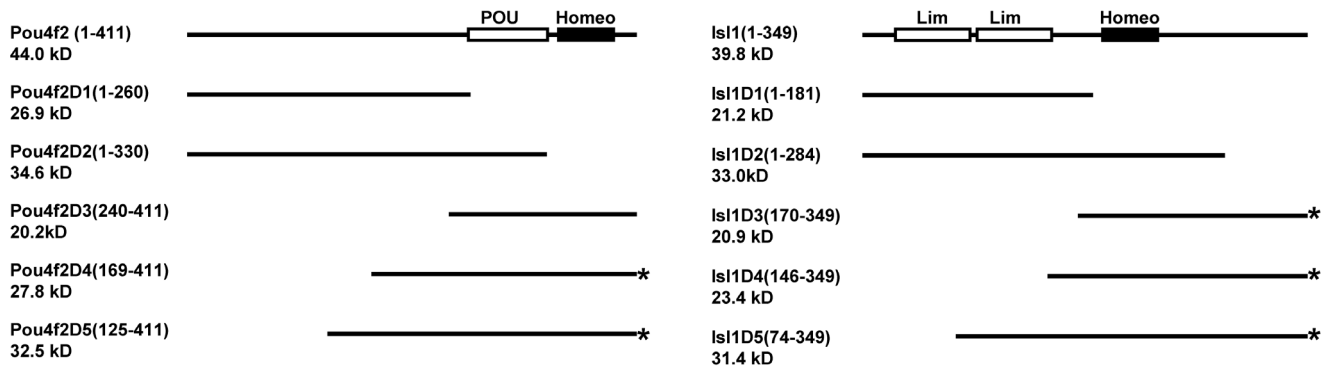 POU Homeo
Pou4f2 (1-411)
44.0 kD
Pou4f2D1(1-260)
26.9 kD
Pou4f2D2(1-330)
34.6 kD
Pou4f2D3(240-411)
20.2kD
Pou4f2D4(169-411)
*
27.8 kD
Pou4f2D5(125-411)
*
32.5 kD
Lim Lim Homeo
Isl1(1-349)
39.8 kD
Isl1D1(1-181)
21.2 kD
Isl1D2(1-284)
33.0kD
Isl1D3(170-349)
*
20.9 kD
Isl1D4(146-349)
*
23.4 kD
Isl1D5(74-349)
*
31.4 kD